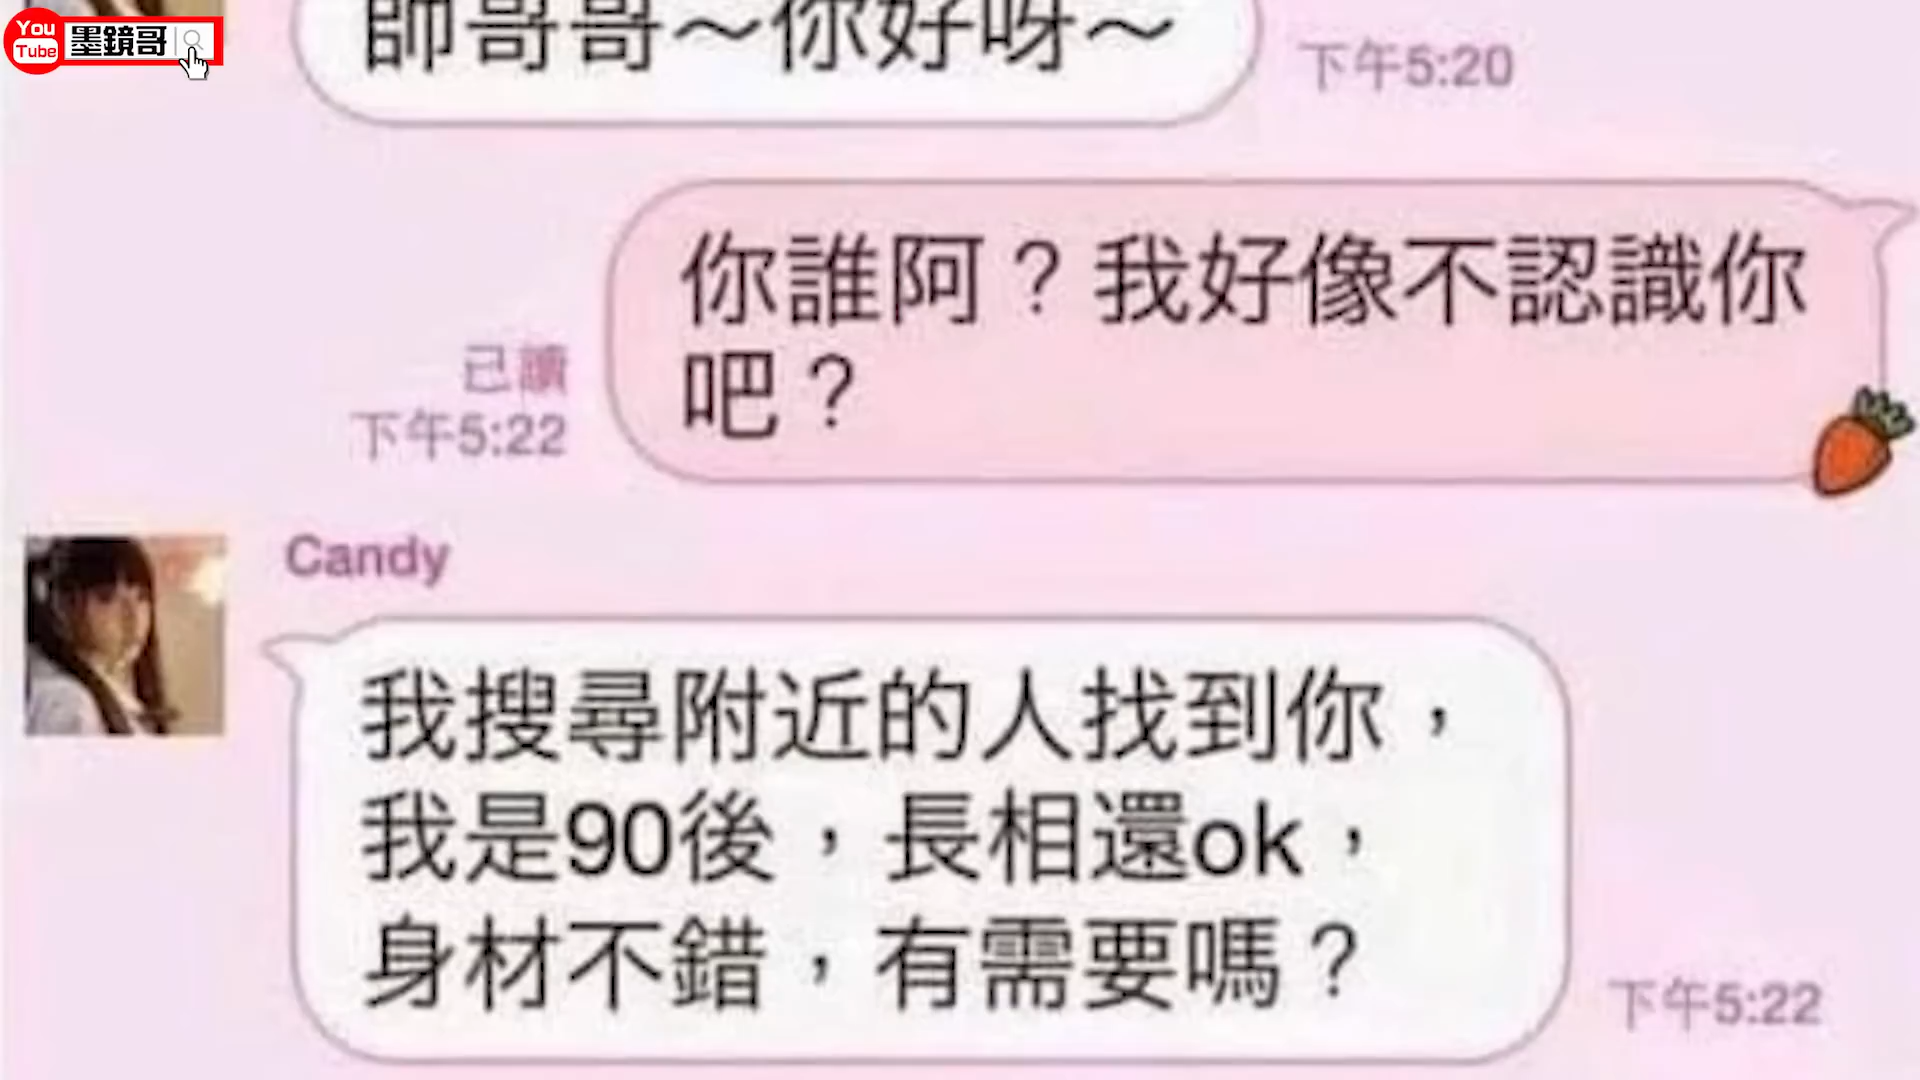 You
Tube
墨鏡哥
帥哥哥～你好呀～
下午5:20
你誰阿？我好像不認識你
吧？
已讀
下午5:22
Candy
我搜尋附近的人找到你，
我是90後，長相還ok，
身材不錯，有需要嗎？
下午5:22